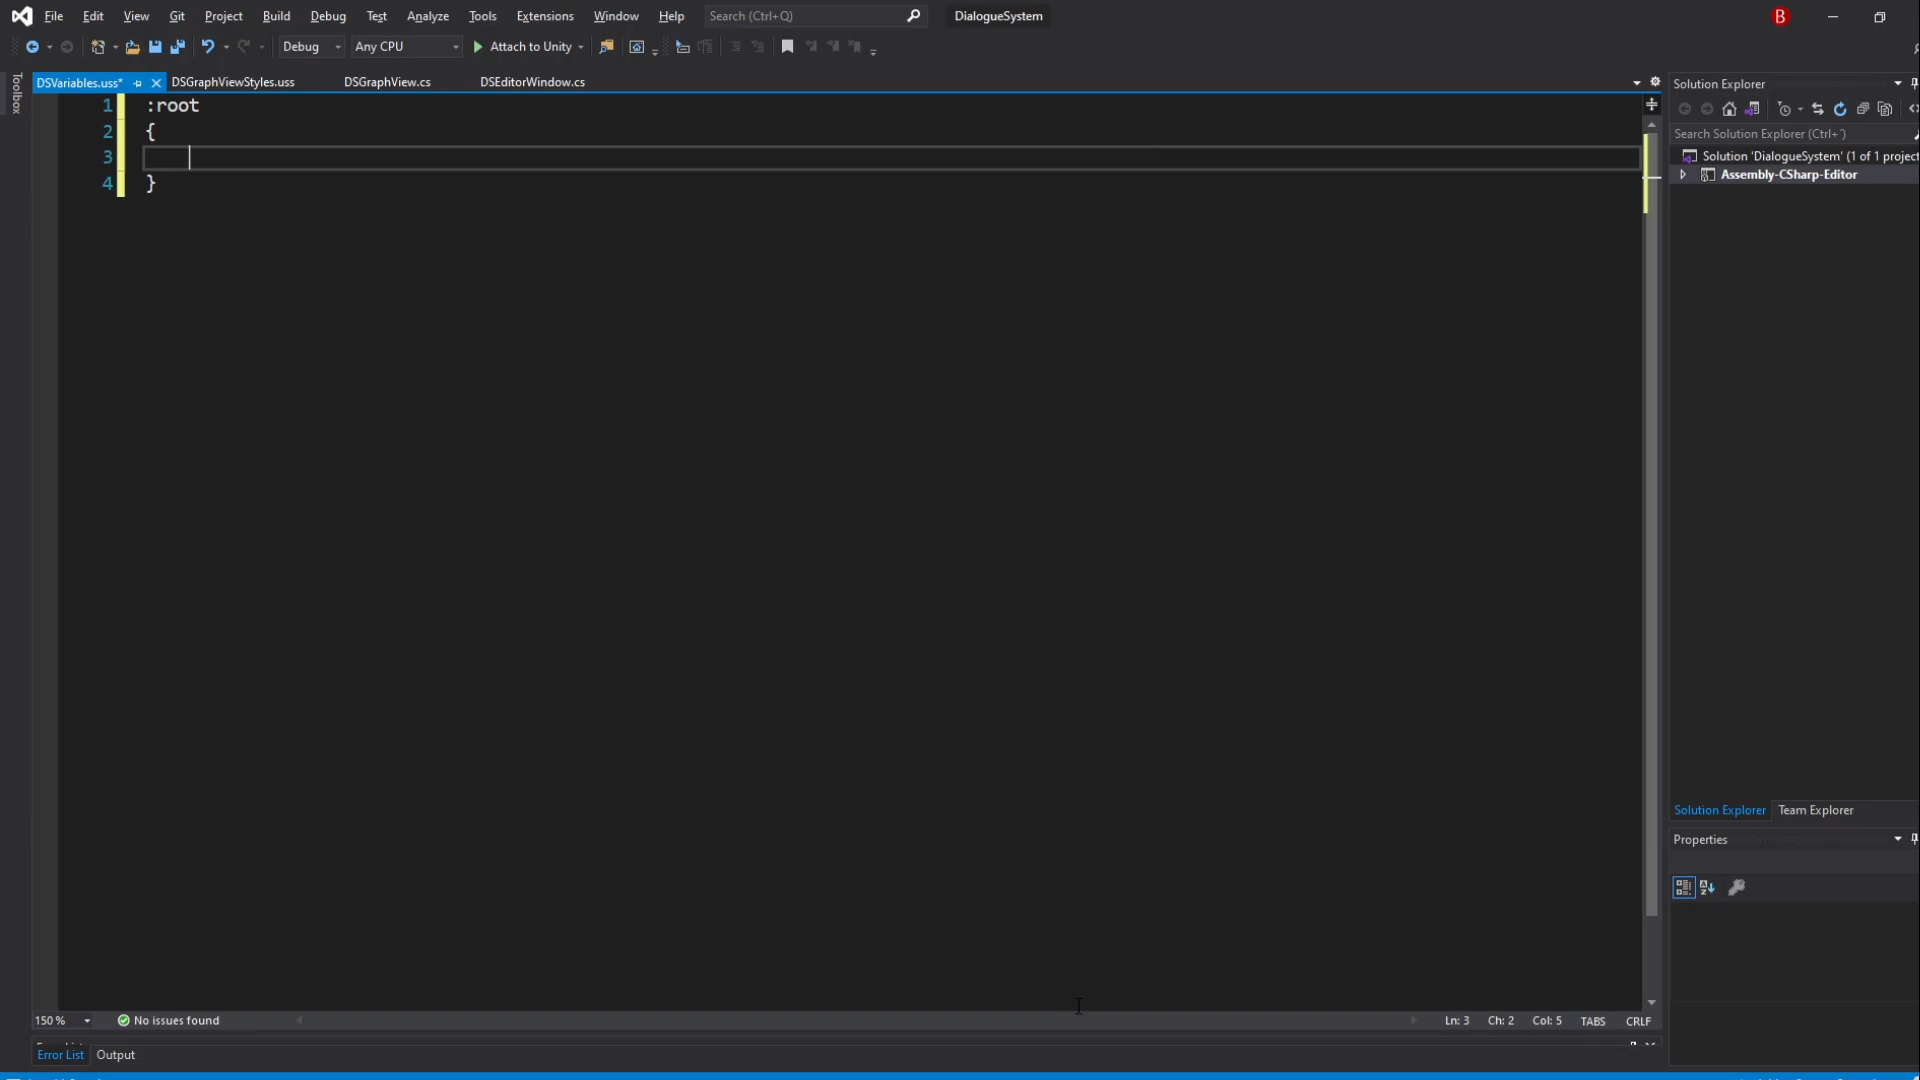 File Edit View Git Project Build Debug Test Analyze Tools Extensions Window Help Search (Ctrl+Q) DialogueSystem B
Debug Any CPU Attach to Unity
Toolbox
DSVariables.uss* DSGraphViewStyles.uss DSGraphView.cs DSEditorWindow.cs
1 :root
2 {
3
4 }
Solution Explorer
Search Solution Explorer (Ctrl+¨)
Solution 'DialogueSystem' (1 of 1 project
Assembly-CSharp-Editor
Solution Explorer Team Explorer
Properties
150 % No issues found Ln: 3 Ch: 2 Col: 5 TABS CRLF
Error List Output